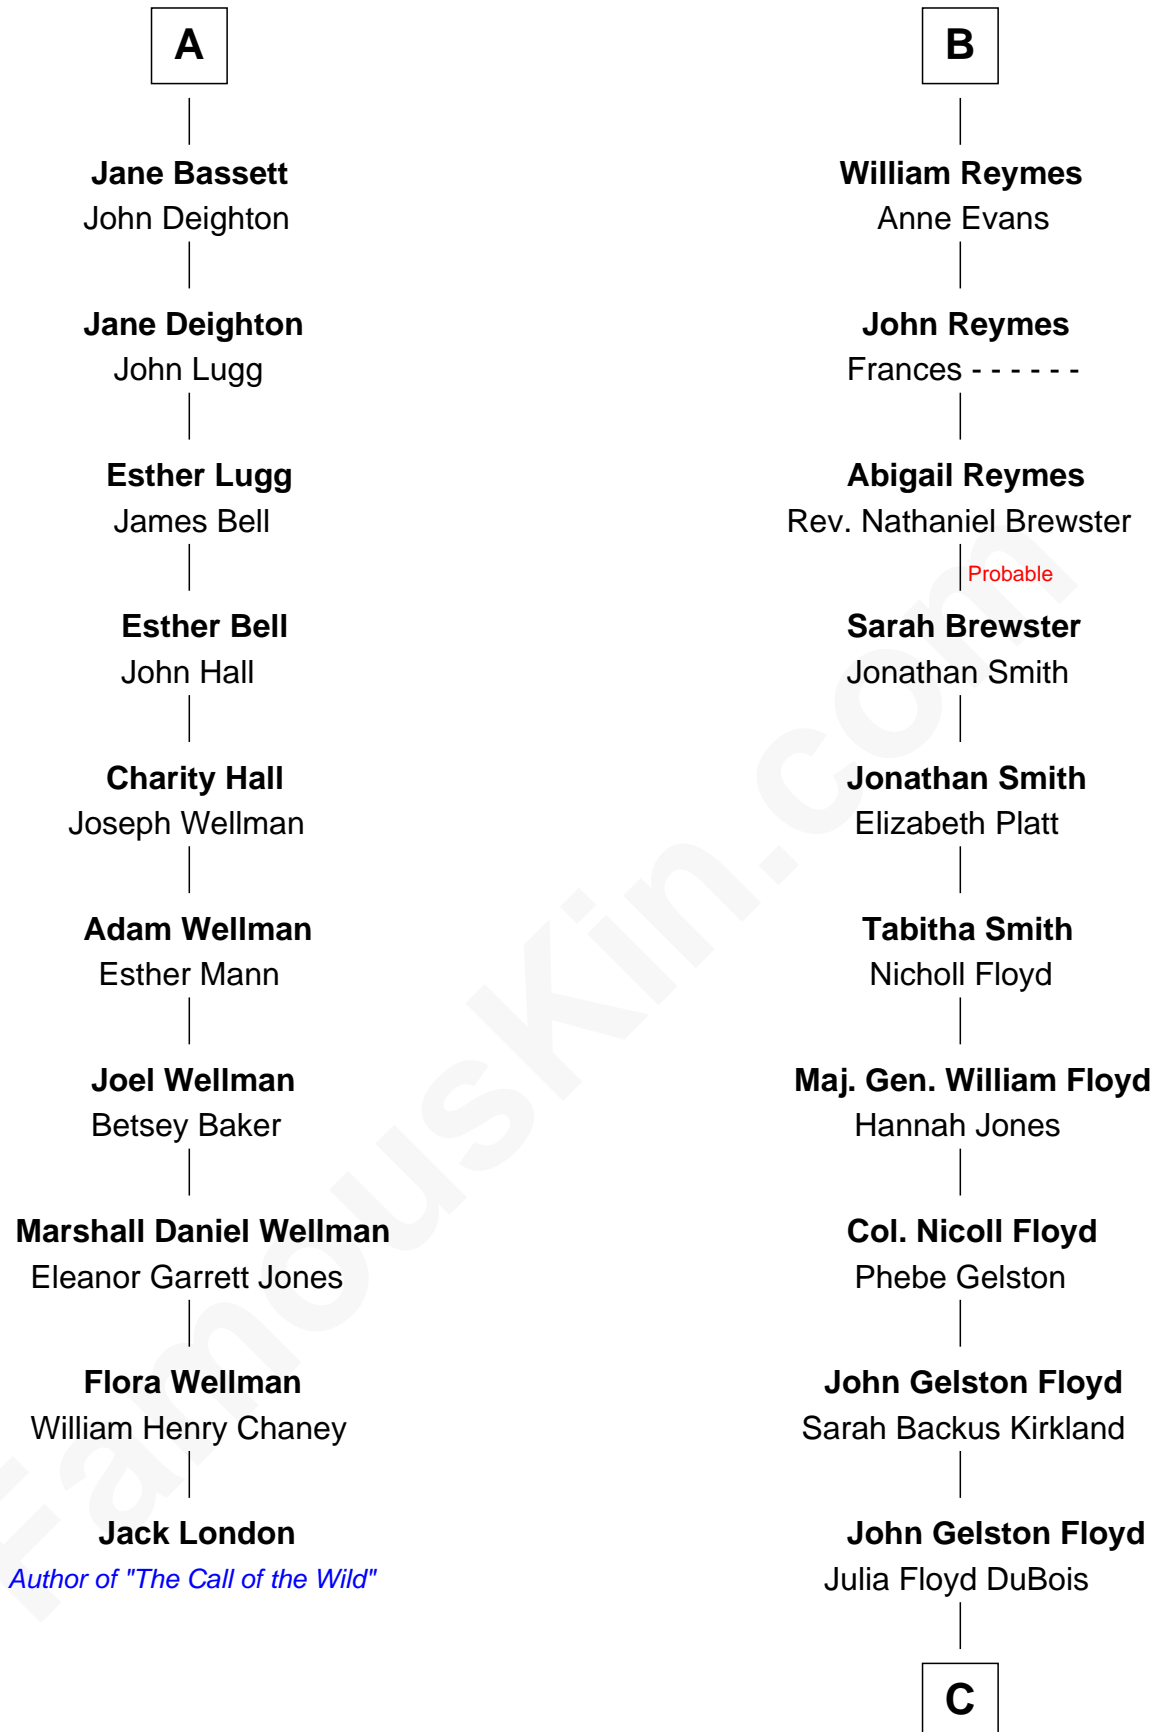 A
Jane Bassett
John Deighton
Jane Deighton
John Lugg
Esther Lugg
James Bell
Esther Bell
John Hall
Charity Hall
Joseph Wellman
Adam Wellman
Esther Mann
Joel Wellman
Betsey Baker
Marshall Daniel Wellman
Eleanor Garrett Jones
Flora Wellman
William Henry Chaney
Jack London
Author of "The Call of the Wild"
B
William Reymes
Anne Evans
John Reymes
Frances - - - - - -
Abigail Reymes
Rev. Nathaniel Brewster
Probable
Sarah Brewster
Jonathan Smith
Jonathan Smith
Elizabeth Platt
Tabitha Smith
Nicholl Floyd
Maj. Gen. William Floyd
Hannah Jones
Col. Nicoll Floyd
Phebe Gelston
John Gelston Floyd
Sarah Backus Kirkland
John Gelston Floyd
Julia Floyd DuBois
C
FamousKin.com